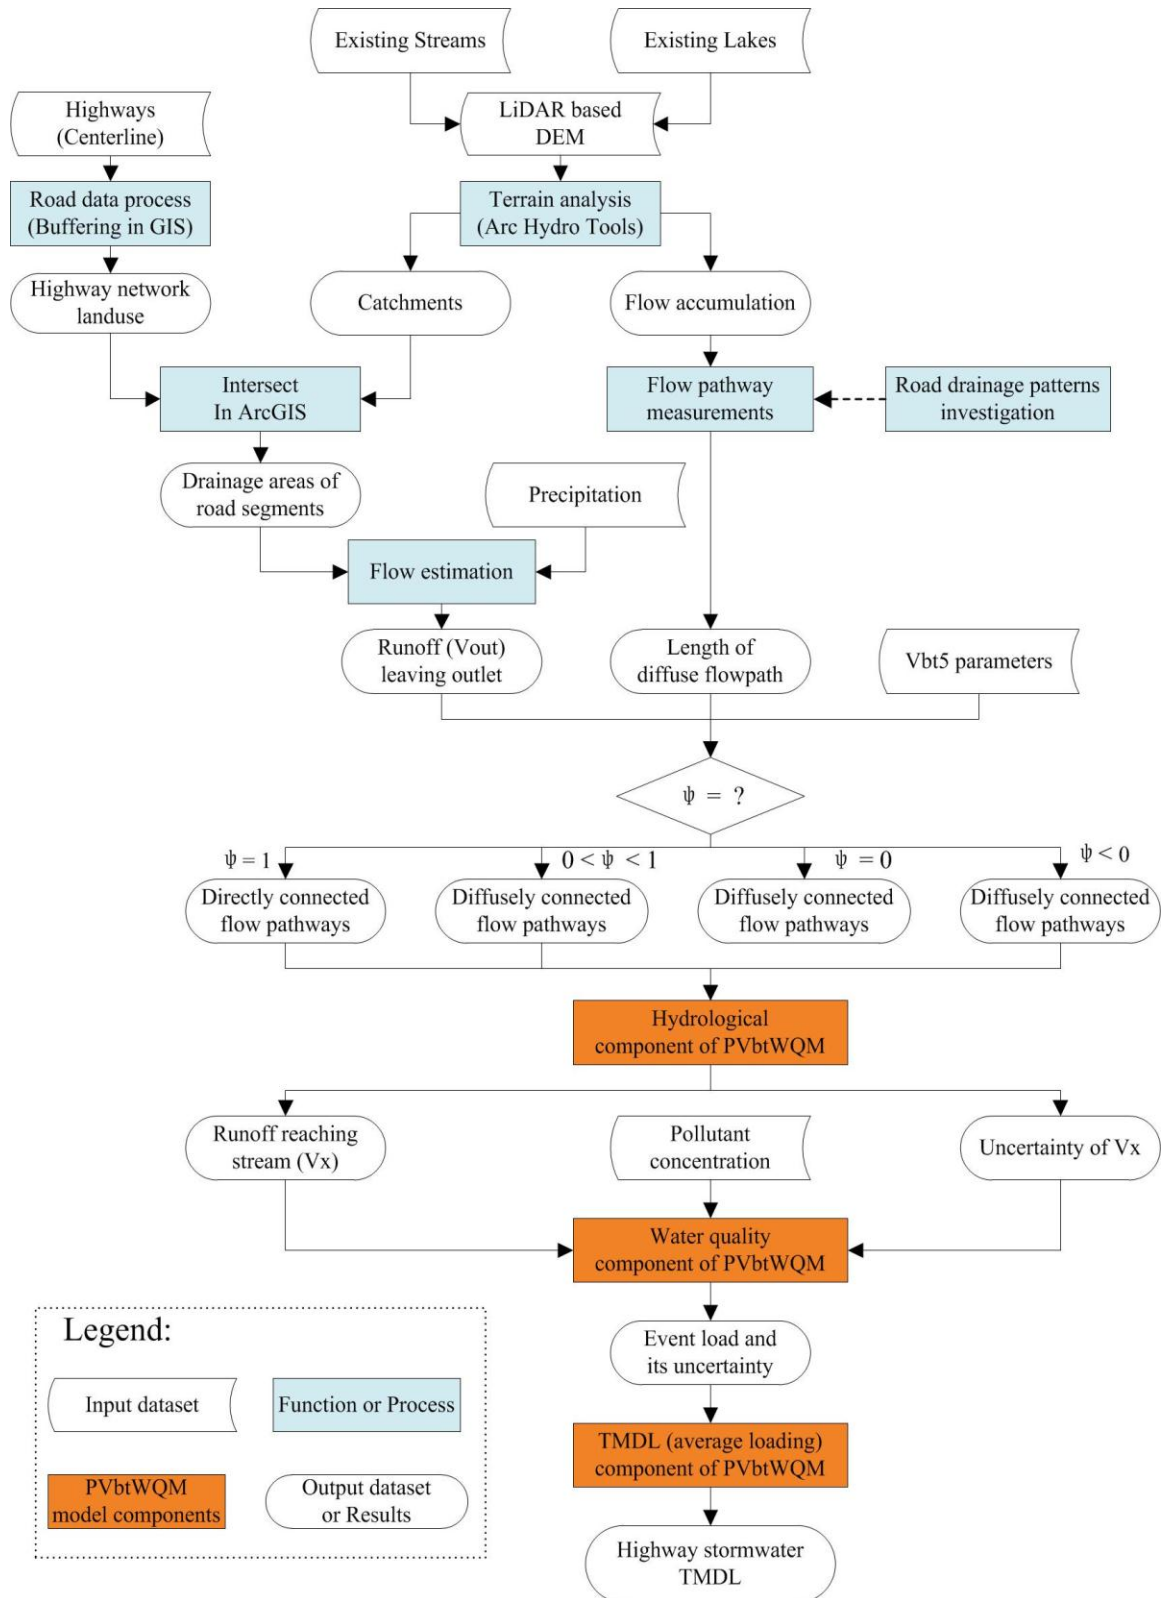 Existing Streams
Existing Lakes
Highways
(Centerline)
LiDAR based
DEM
Road data process
(Buffering in GIS)
Terrain analysis
(Arc Hydro Tools)
Highway network
landuse
Catchments
Flow accumulation
Intersect
In ArcGIS
Flow pathway
measurements
Road drainage patterns
investigation
Drainage areas of
road segments
Precipitation
Flow estimation
Runoff (Vout)
leaving outlet
Length of
diffuse flowpath
Vbt5 parameters
ψ = ?
ψ = 1
0 < ψ < 1
ψ = 0
ψ < 0
Directly connected
flow pathways
Diffusely connected
flow pathways
Diffusely connected
flow pathways
Diffusely connected
flow pathways
Hydrological
component of PVbtWQM
Runoff reaching
stream (Vx)
Pollutant
concentration
Uncertainty of Vx
Water quality
component of PVbtWQM
Event load and
its uncertainty
TMDL (average loading)
component of PVbtWQM
Highway stormwater
TMDL
Legend:
Input dataset
Function or Process
PVbtWQM
model components
Output dataset
or Results